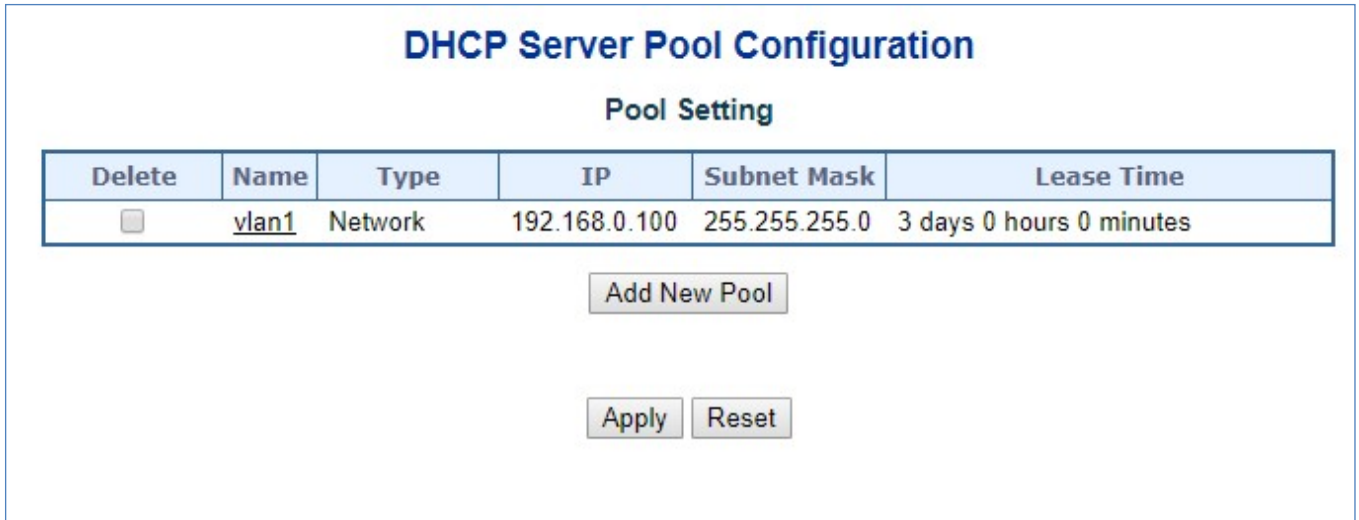 DHCP Server Pool Configuration
Pool Setting
Delete Name Type IP Subnet Mask Lease Time
vlan1 Network 192.168.0.100 255.255.255.0 3 days 0 hours 0 minutes
Add New Pool
Apply Reset